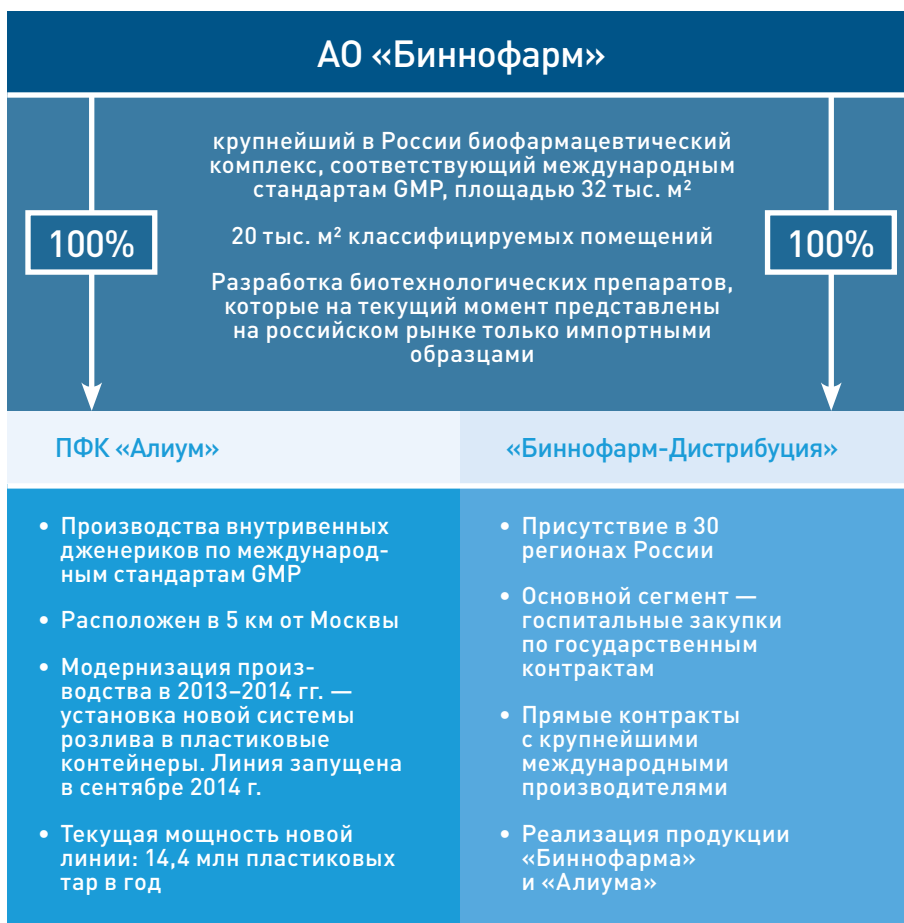 АО «Биннофарм»
крупнейший в России биофармацевтический
комплекс, соответствующий международным
стандартам GMP, площадью 32 тыс. м²
100%
20 тыс. м² классифицируемых помещений
100%
Разработка биотехнологических препаратов,
которые на текущий момент представлены
на российском рынке только импортными
образцами
ПФК «Алиум»
• Производства внутривенных
дженериков по международ-
ным стандартам GMP
• Расположен в 5 км от Москвы
• Модернизация произ-
водства в 2013–2014 гг. —
установка новой системы
розлива в пластиковые
контейнеры. Линия запущена
в сентябре 2014 г.
• Текущая мощность новой
линии: 14,4 млн пластиковых
тар в год
«Биннофарм-Дистрибуция»
• Присутствие в 30
регионах России
• Основной сегмент —
госпитальные закупки
по государственным
контрактам
• Прямые контракты
с крупнейшими
международными
производителями
• Реализация продукции
«Биннофарма»
и «Алиума»